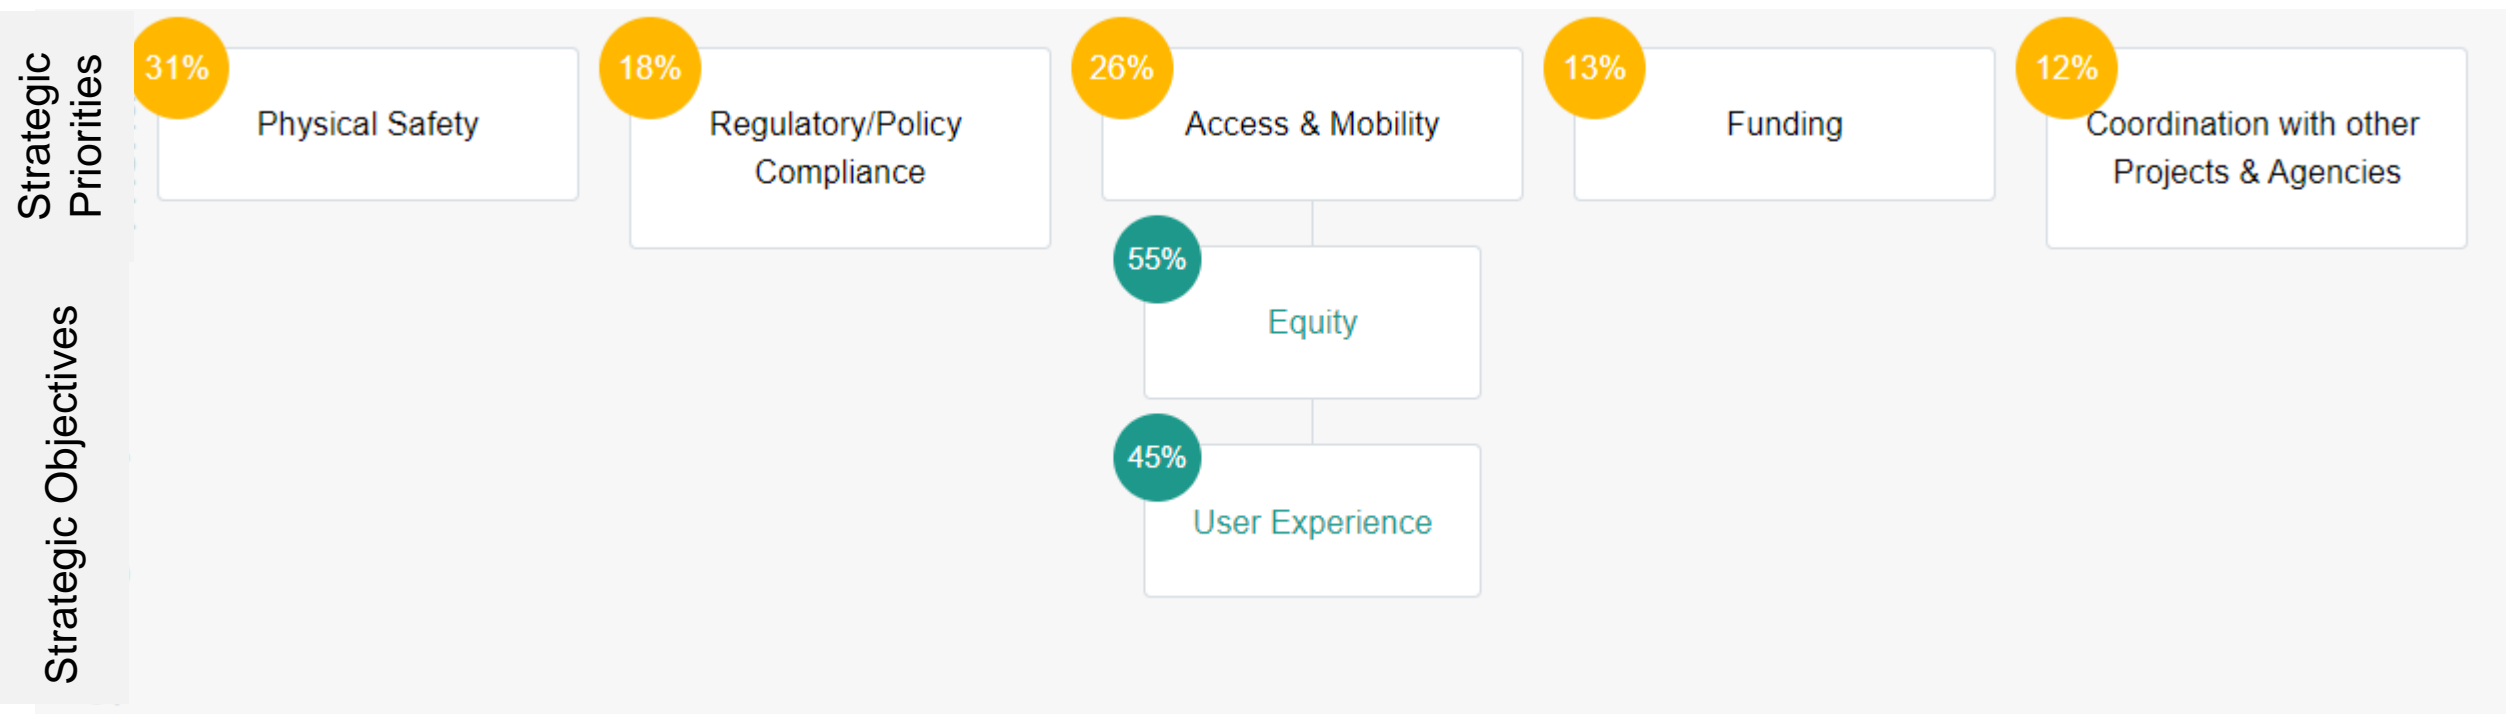 Strategic
Priorities
31%
Physical Safety
18%
Regulatory/Policy
Compliance
26%
Access & Mobility
13%
Funding
12%
Coordination with other
Projects & Agencies
Strategic Objectives
55%
Equity
45%
User Experience